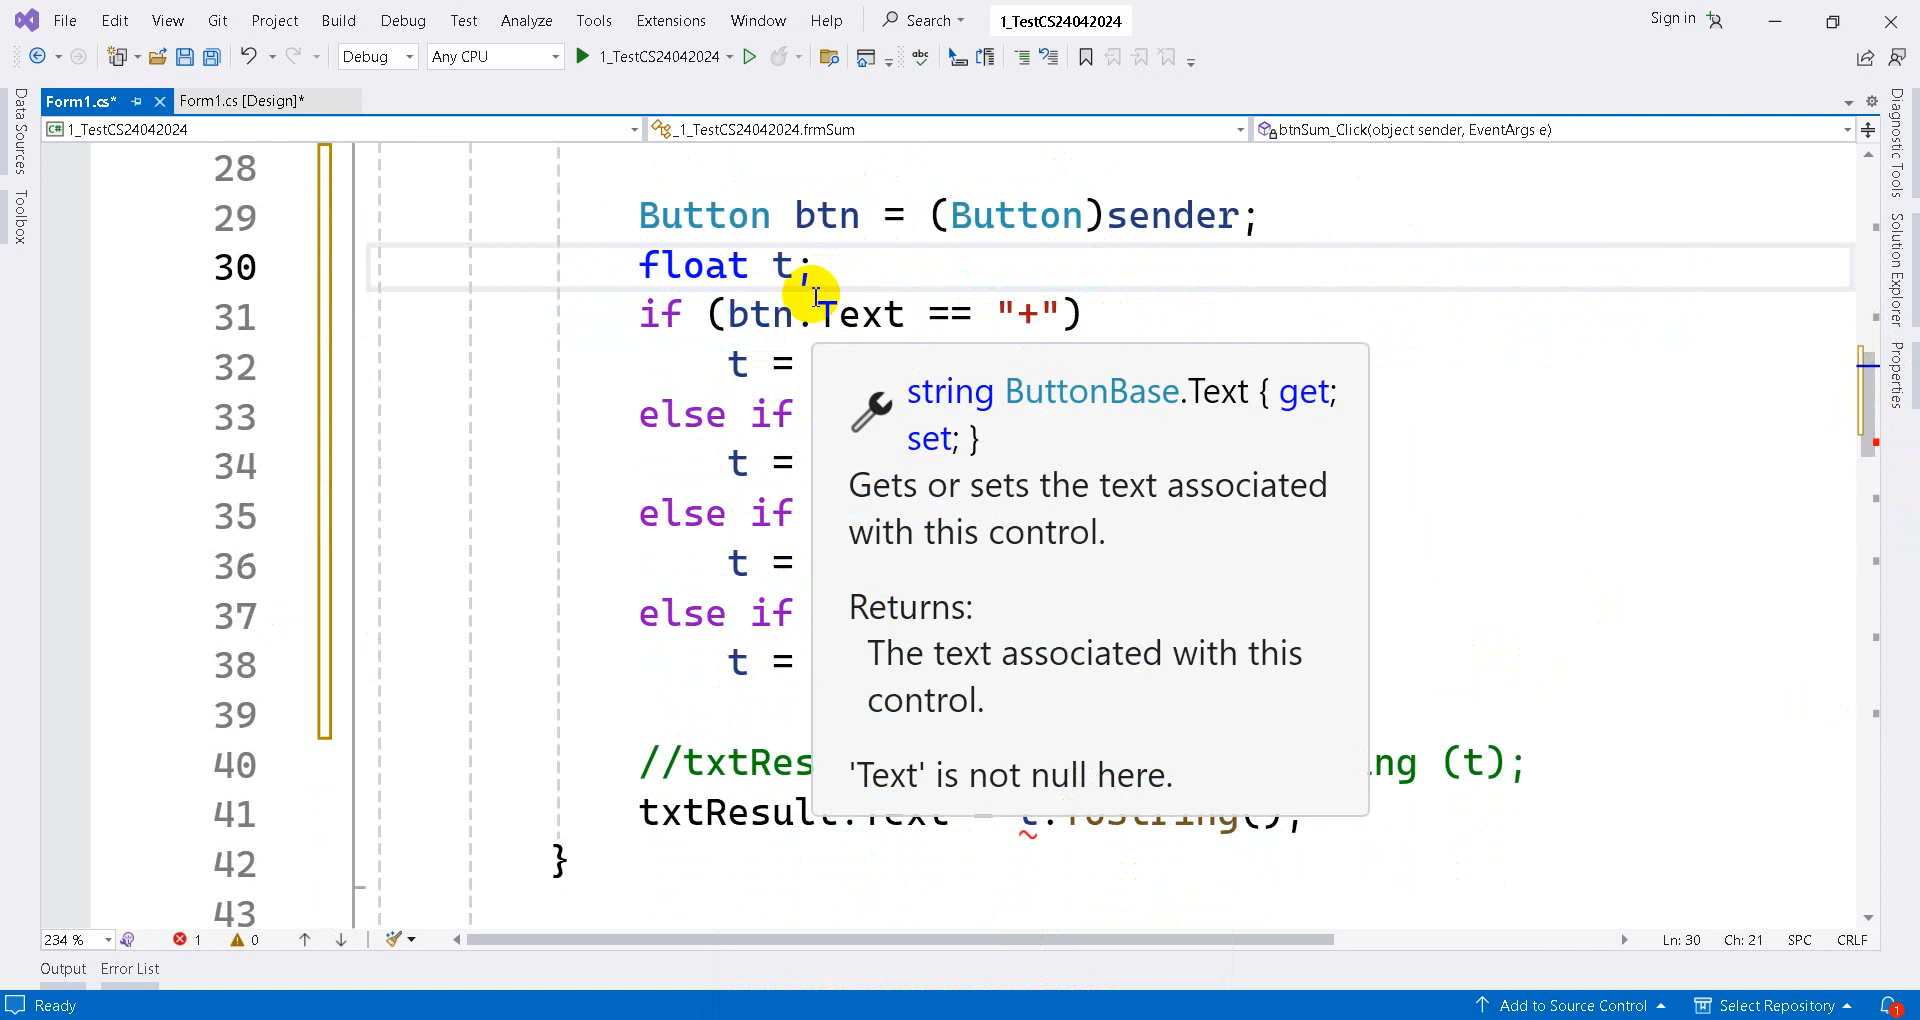 File Edit View Git Project Build Debug Test Analyze Tools Extensions Window Help Search 1_TestCS24042024 Sign in
Debug Any CPU 1_TestCS24042024 abc
Data Sources
Toolbox
Form1.cs* Form1.cs [Design]*
C# 1_TestCS24042024 _1_TestCS24042024.frmSum btnSum_Click(object sender, EventArgs e)
28
29 Button btn = (Button)sender;
30 float t;
31 if (btn.Text == "+")
32 t =
33 else if
34 t =
35 else if
36 t =
37 else if
38 t =
39
40 //txtRes ng (t);
41 txtResult.Text = t.ToString();
42 }
43
string ButtonBase.Text { get;
set; }
Gets or sets the text associated
with this control.
Returns:
The text associated with this
control.
'Text' is not null here.
Diagnostic Tools
Solution Explorer
Properties
234 % 1 0 Ln: 30 Ch: 21 SPC CRLF
Output Error List
Ready Add to Source Control Select Repository 1